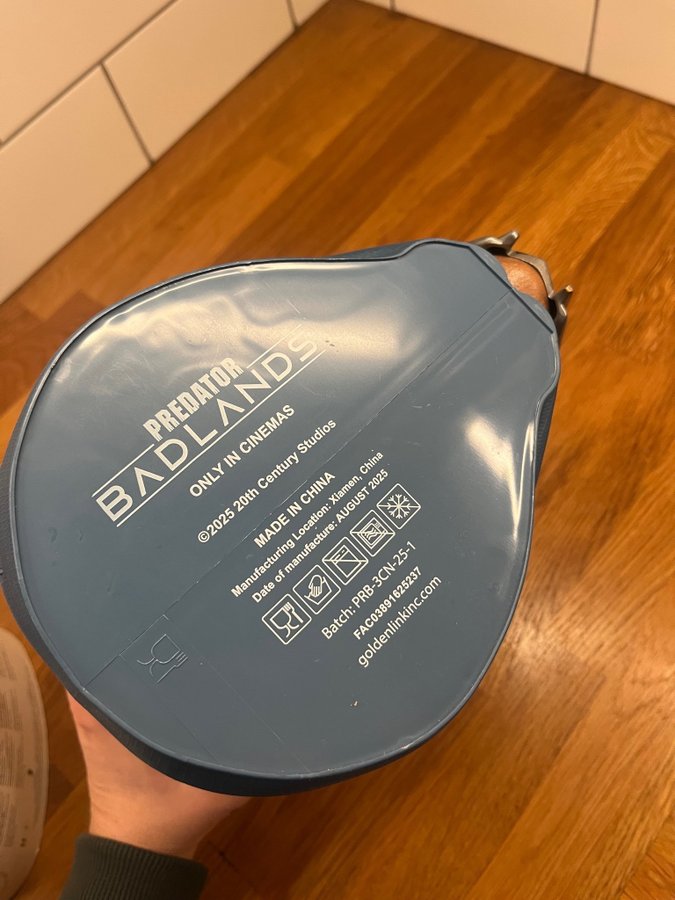 PREDATOR
BADLANDS
ONLY IN CINEMAS
©2025 20th Century Studios
MADE IN CHINA
Manufacturing Location: Xiamen, China
Date of manufacture: AUGUST 2025
Batch: PRB-3CN-25-1
FAC03891625237
goldenlinkinc.com